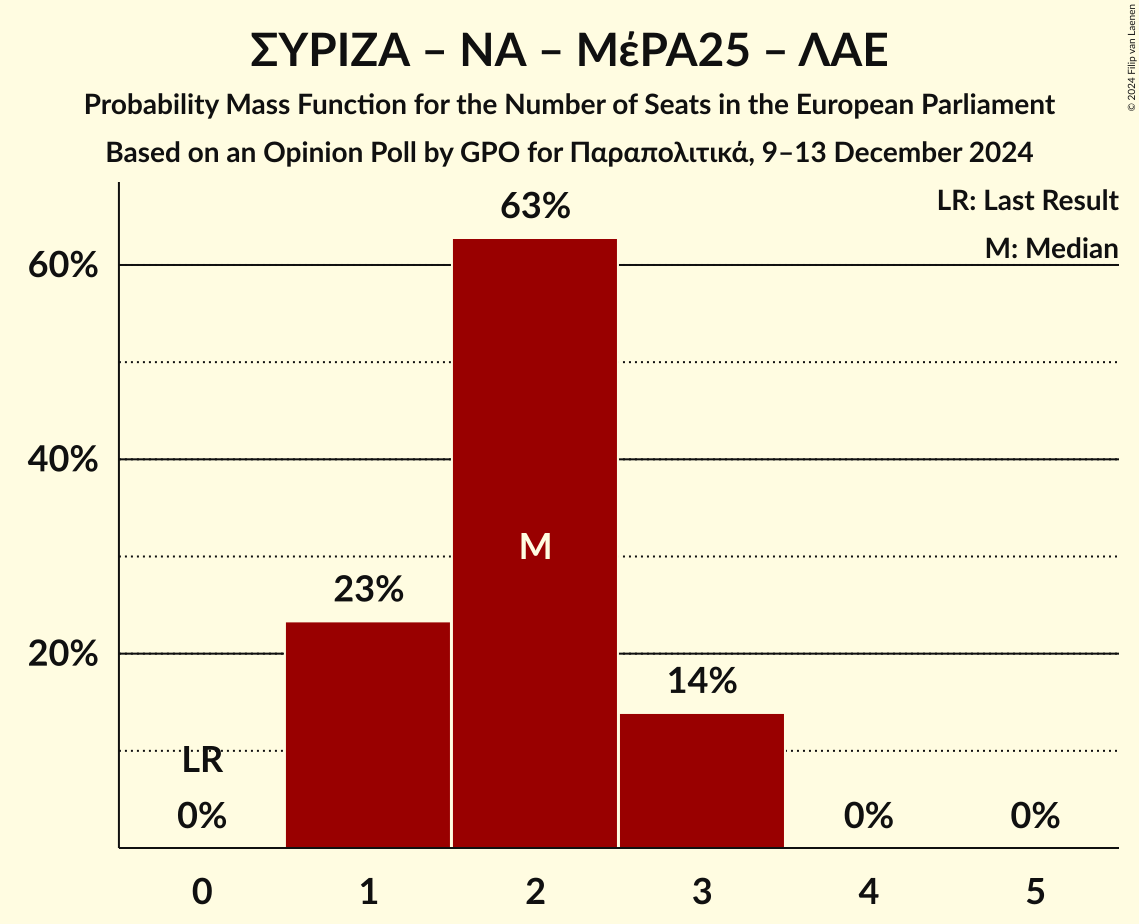 ΣΥΡΙΖΑ – ΝΑ – ΜέΡΑ25 – ΛΑΕ
Probability Mass Function for the Number of Seats in the European Parliament
Based on an Opinion Poll by GPO for Παραπολιτικά, 9–13 December 2024
© 2024 Filip van Laenen
LR: Last Result
M: Median
63%
60%
40%
M
23%
20%
14%
LR
0%
0%
0%
0
1
2
3
4
5